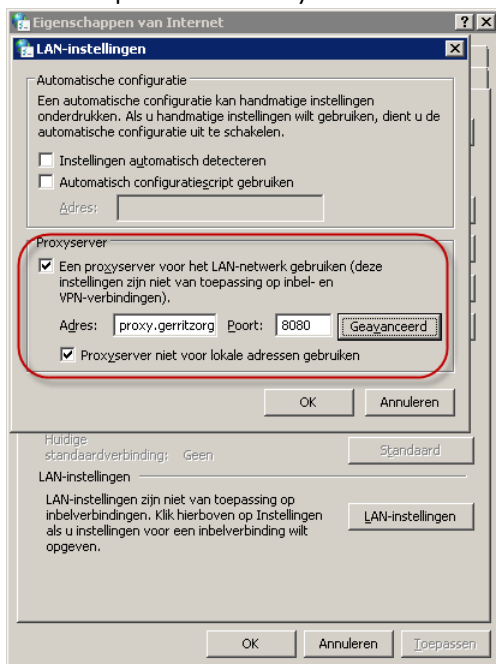 Eigenschappen van Internet
LAN-instellingen
Automatische configuratie
Een automatische configuratie kan handmatige instellingen
onderdrukken. Als u handmatige instellingen wilt gebruiken, dient u de
automatische configuratie uit te schakelen.
Instellingen automatisch detecteren
Automatisch configuratiescript gebruiken
Adres:
Proxyserver
Een proxyserver voor het LAN-netwerk gebruiken (deze
instellingen zijn niet van toepassing op inbel- en
VPN-verbindingen).
Adres: proxy.gerritzorg Poort: 8080 Geavanceerd
Proxyserver niet voor lokale adressen gebruiken
OK Annuleren
Huidige
standaardverbinding: Geen Standaard
LAN-instellingen
LAN-instellingen zijn niet van toepassing op
inbelverbindingen. Klik hierboven op Instellingen
als u instellingen voor een inbelverbinding wilt
opgeven.
LAN-instellingen
OK Annuleren Toepassen